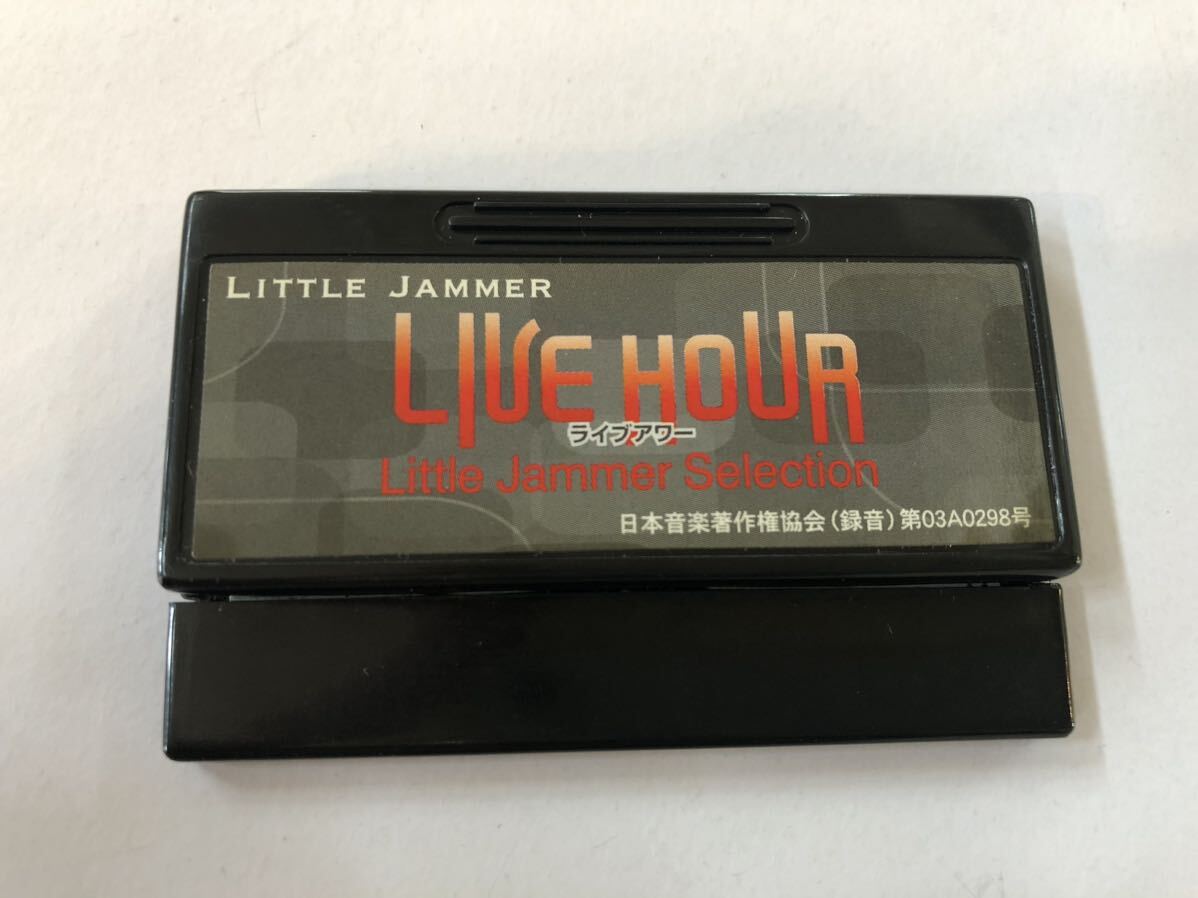 LITTLE JAMMER
LIVE HOUR
ライブアワー
Little Jammer Selection
日本音楽著作権協会（録音）第03A0298号